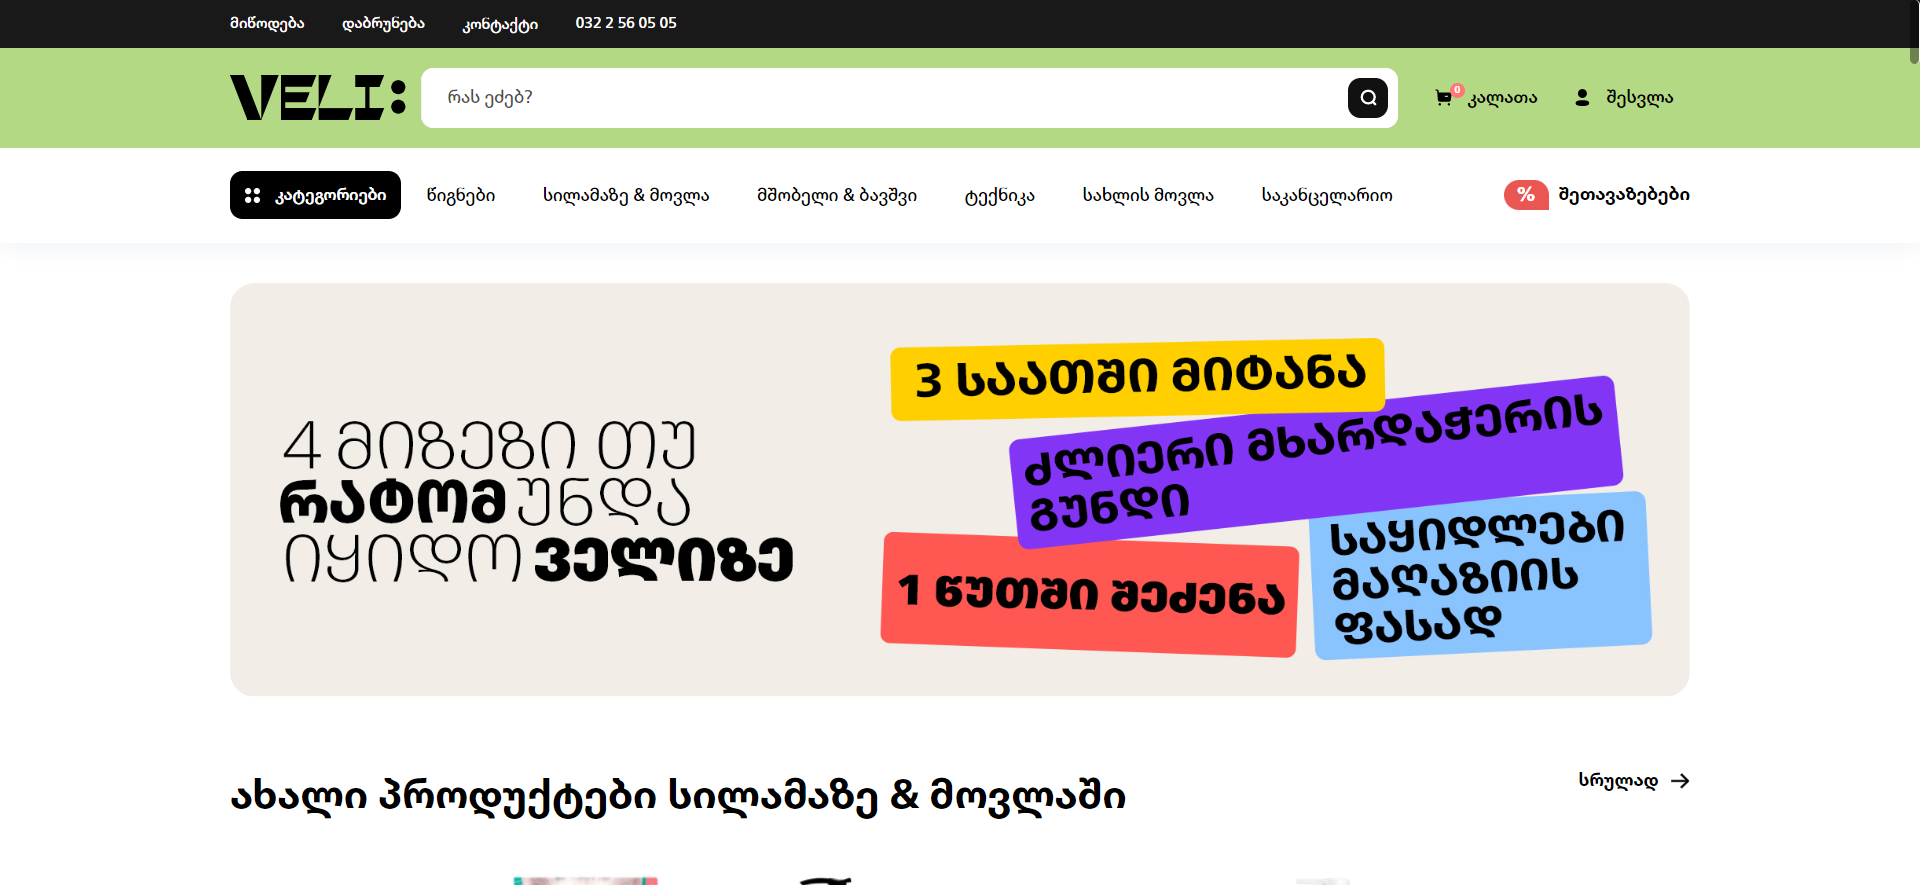 მიწოდება
დაბრუნება
კონტაქტი
032 2 56 05 05
VELI:
რას ეძებ?
0
კალათა
შესვლა
კატეგორიები
წიგნები
სილამაზე & მოვლა
მშობელი & ბავშვი
ტექნიკა
სახლის მოვლა
საკანცელარიო
%
შეთავაზებები
4 მიზეზი თუ
რატომ უნდა
იყიდო ველიზე
3 საათში მიტანა
ძლიერი მხარდაჭერის
გუნდი
1 წუთში შეძენა
საყიდლები
მაღაზიის
ფასად
ახალი პროდუქტები სილამაზე & მოვლაში
სრულად